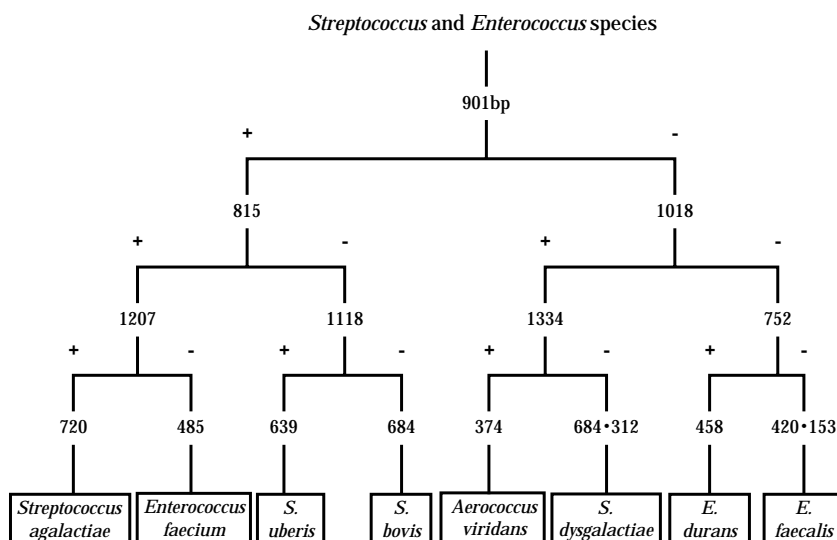 Streptococcus and Enterococcus species
901bp
+ -
815 1018
+ - + -
1207 1118 1334 752
+ - + - + - + -
720 485 639 684 374 684·312 458 420·153
Streptococcus Enterococcus S. S. Aerococcus S. E. E.
agalactiae faecium uberis bovis viridans dysgalactiae durans faecalis